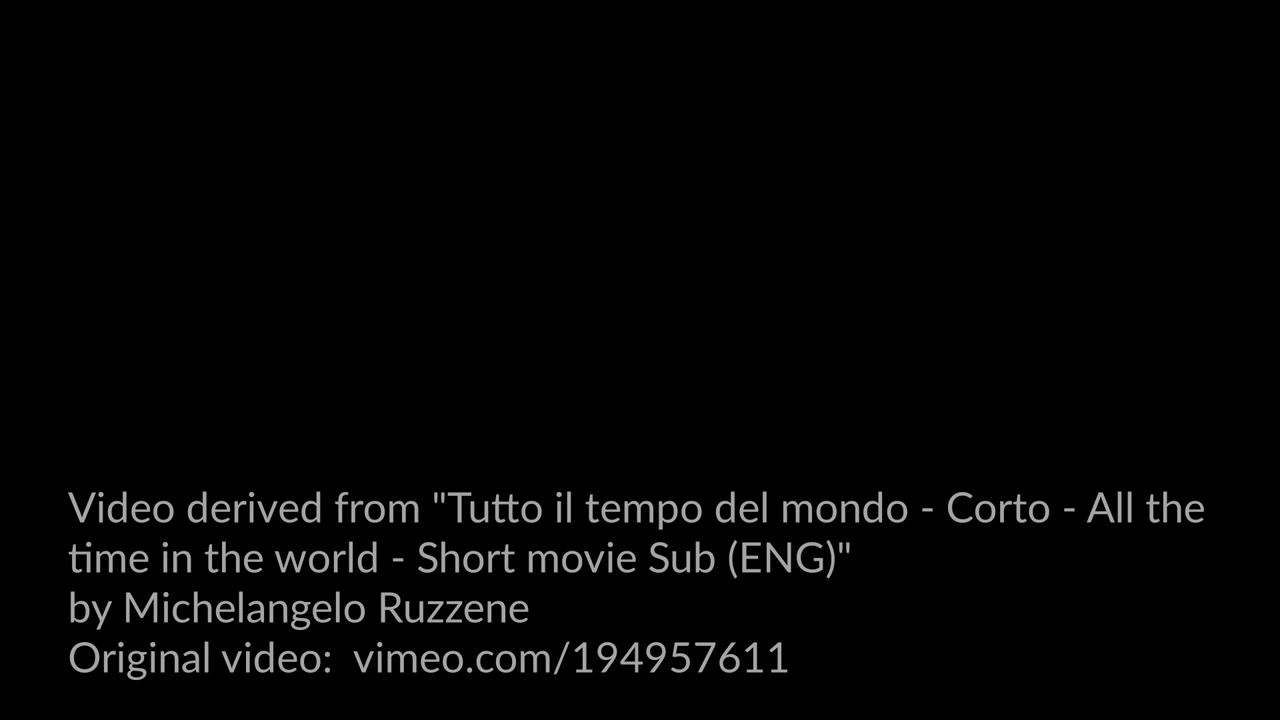 Video derived from "Tutto il tempo del mondo - Corto - All the
time in the world - Short movie Sub (ENG)"
by Michelangelo Ruzzene
Original video:  vimeo.com/194957611